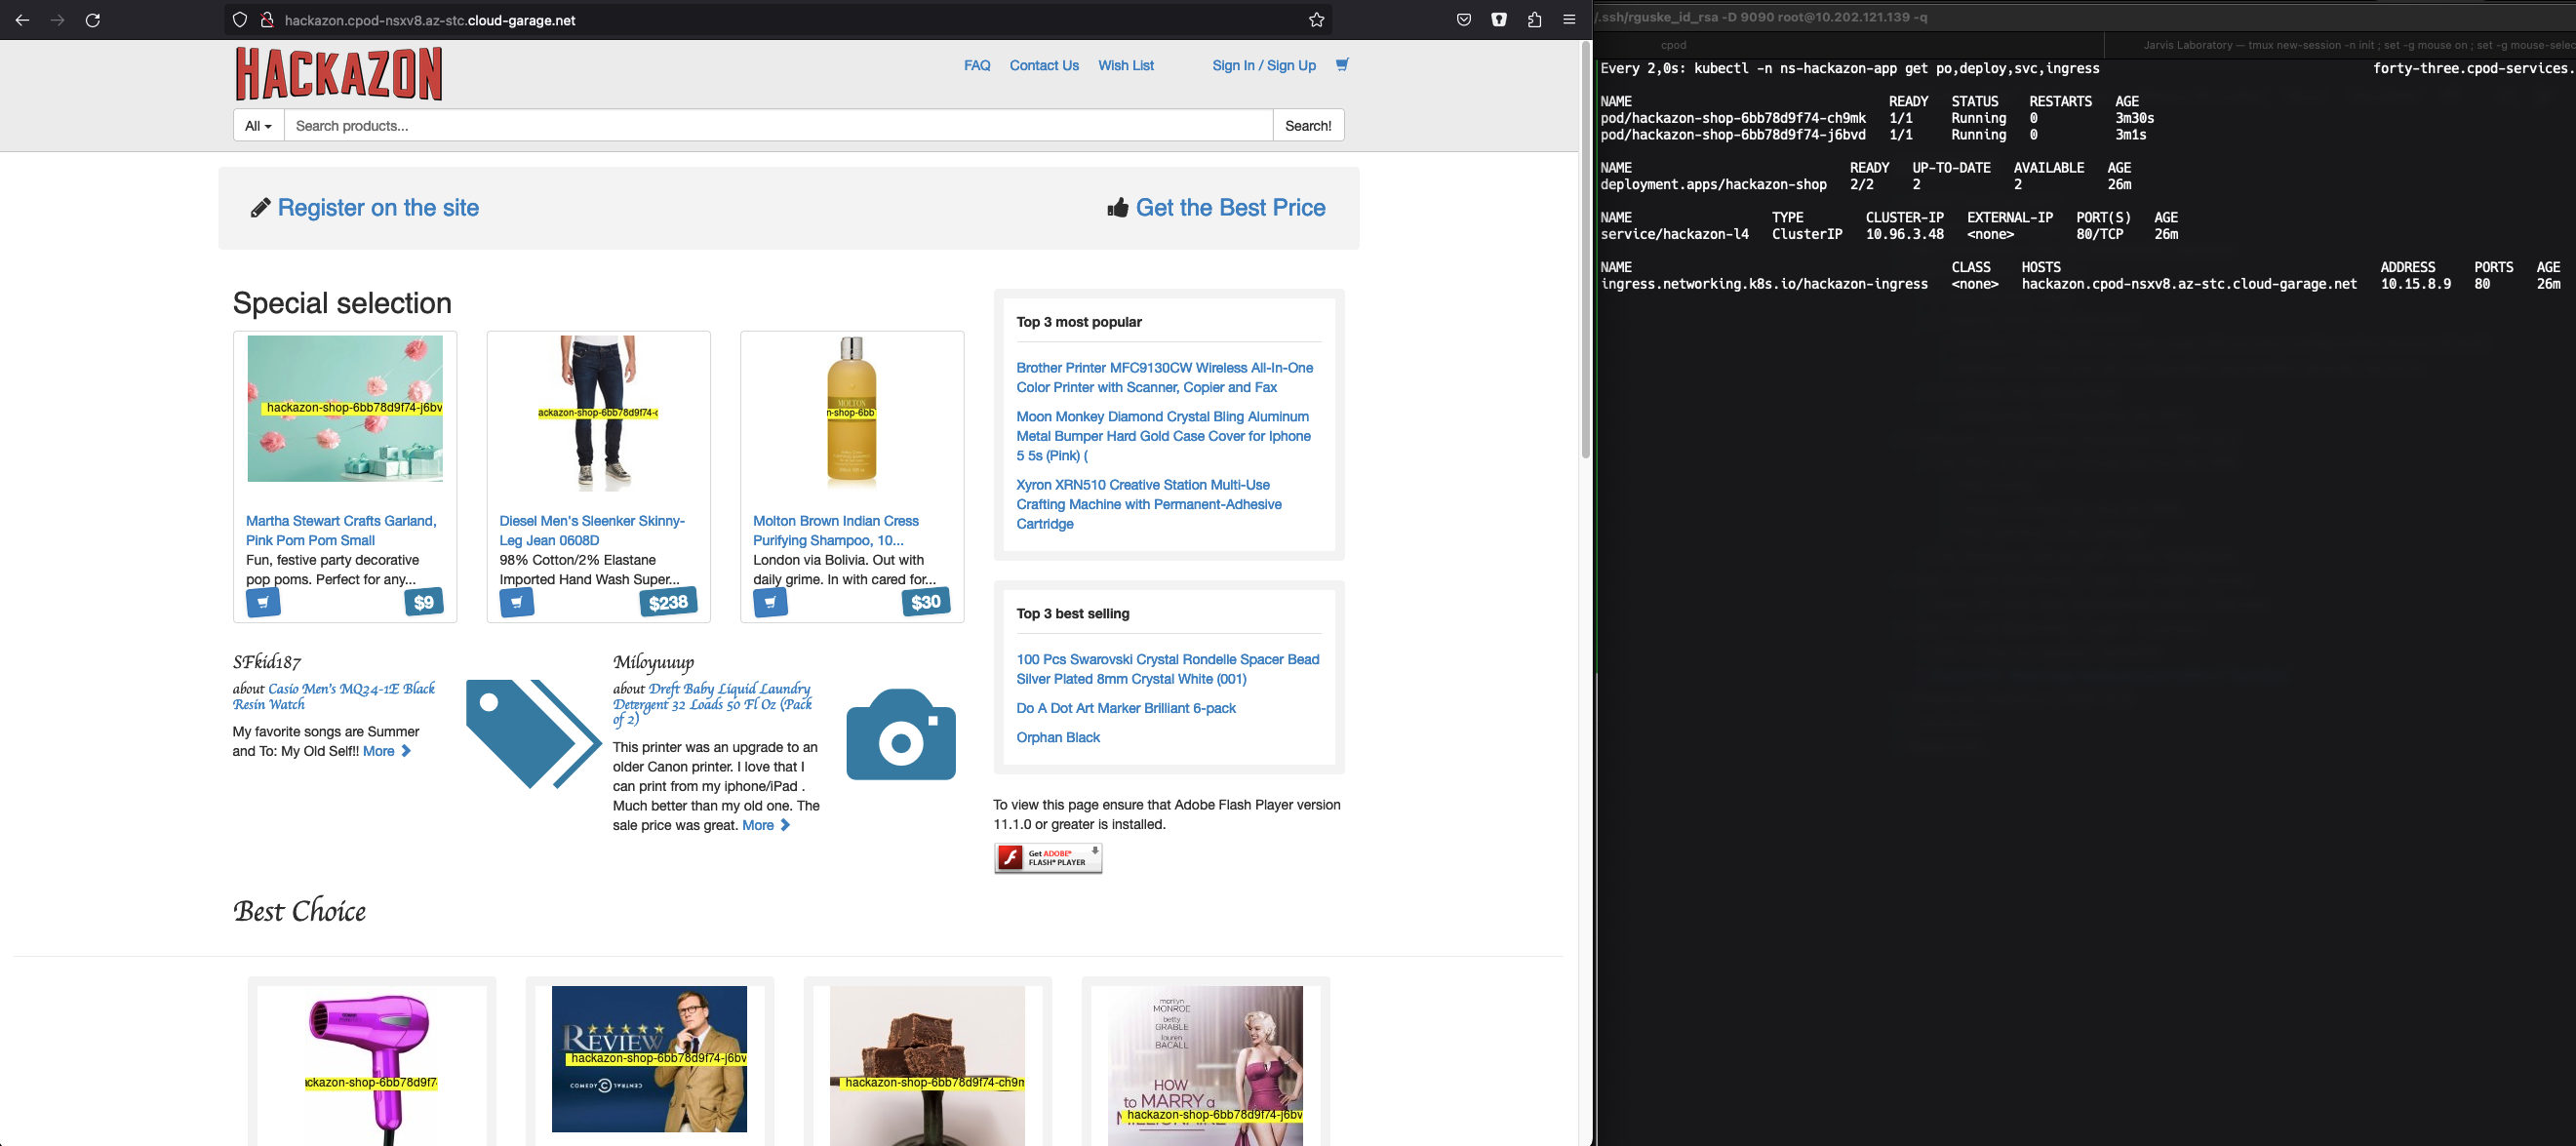 hackazon.cpod-nsxv8.az-stc.cloud-garage.net
HACKAZON
FAQ Contact Us Wish List Sign In / Sign Up
All Search products... Search!
Register on the site
Get the Best Price
Special selection
hackazon-shop-6bb78d9f74-j6bv
ackazon-shop-6bb78d9f74-c
MOLTON
n-shop-6bb
Martha Stewart Crafts Garland,
Pink Pom Pom Small
Fun, festive party decorative
pop poms. Perfect for any...
$9
Diesel Men's Sleenker Skinny-
Leg Jean 0608D
98% Cotton/2% Elastane
Imported Hand Wash Super...
$238
Molton Brown Indian Cress
Purifying Shampoo, 10...
London via Bolivia. Out with
daily grime. In with cared for...
$30
Top 3 most popular
Brother Printer MFC9130CW Wireless All-In-One
Color Printer with Scanner, Copier and Fax
Moon Monkey Diamond Crystal Bling Aluminum
Metal Bumper Hard Gold Case Cover for Iphone
5 5s (Pink) (
Xyron XRN510 Creative Station Multi-Use
Crafting Machine with Permanent-Adhesive
Cartridge
Top 3 best selling
100 Pcs Swarovski Crystal Rondelle Spacer Bead
Silver Plated 8mm Crystal White (001)
Do A Dot Art Marker Brilliant 6-pack
Orphan Black
SFkid187
about Casio Men's MQ24-1E Black
Resin Watch
My favorite songs are Summer
and To: My Old Self!! More
Miloyuuup
about Dreft Baby Liquid Laundry
Detergent 32 Loads 50 Fl Oz (Pack
of 2)
This printer was an upgrade to an
older Canon printer. I love that I
can print from my iphone/iPad .
Much better than my old one. The
sale price was great. More
To view this page ensure that Adobe Flash Player version
11.1.0 or greater is installed.
Get ADOBE®
FLASH® PLAYER
Best Choice
ackazon-shop-6bb78d9f7
REVIEW
hackazon-shop-6bb78d9f74-j6bv
COMEDY CENTRAL
hackazon-shop-6bb78d9f74-ch9m
marilyn
MONROE
betty
GRABLE
lauren
BACALL
HOW
to MARRY a
hackazon-shop-6bb78d9f74-j6bv
/.ssh/rguske_id_rsa -D 9090 root@10.202.121.139 -q
cpod
Jarvis Laboratory — tmux new-session -n init ; set -g mouse on ; set -g mouse-selec
Every 2,0s: kubectl -n ns-hackazon-app get po,deploy,svc,ingress forty-three.cpod-services.
NAME READY STATUS RESTARTS AGE
pod/hackazon-shop-6bb78d9f74-ch9mk 1/1 Running 0 3m30s
pod/hackazon-shop-6bb78d9f74-j6bvd 1/1 Running 0 3m1s
NAME READY UP-TO-DATE AVAILABLE AGE
deployment.apps/hackazon-shop 2/2 2 2 26m
NAME TYPE CLUSTER-IP EXTERNAL-IP PORT(S) AGE
service/hackazon-l4 ClusterIP 10.96.3.48 <none> 80/TCP 26m
NAME CLASS HOSTS ADDRESS PORTS AGE
ingress.networking.k8s.io/hackazon-ingress <none> hackazon.cpod-nsxv8.az-stc.cloud-garage.net 10.15.8.9 80 26m